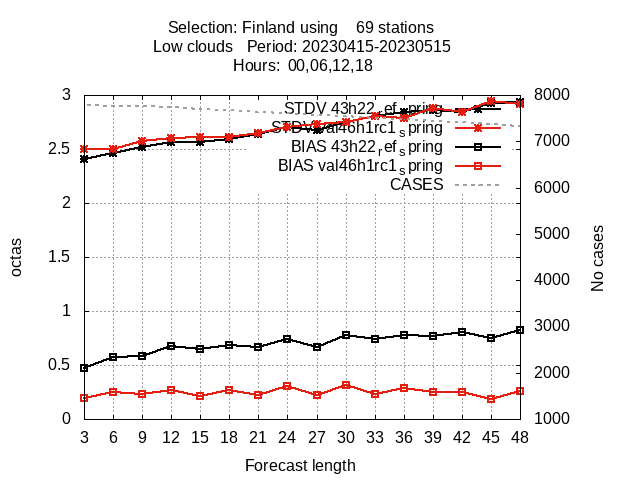 Selection: Finland using 69 stations
Low clouds Period: 20230415-20230515
Hours: 00,06,12,18
3 8000
STDV 43h22_ref_spring
STDV val46h1rc1_spring
2.5 7000
BIAS 43h22_ref_spring
BIAS val46h1rc1_spring
CASES
6000
2
5000
1.5
4000
1
3000
0.5 2000
0 1000
octas
No cases
3 6 9 12 15 18 21 24 27 30 33 36 39 42 45 48
Forecast length